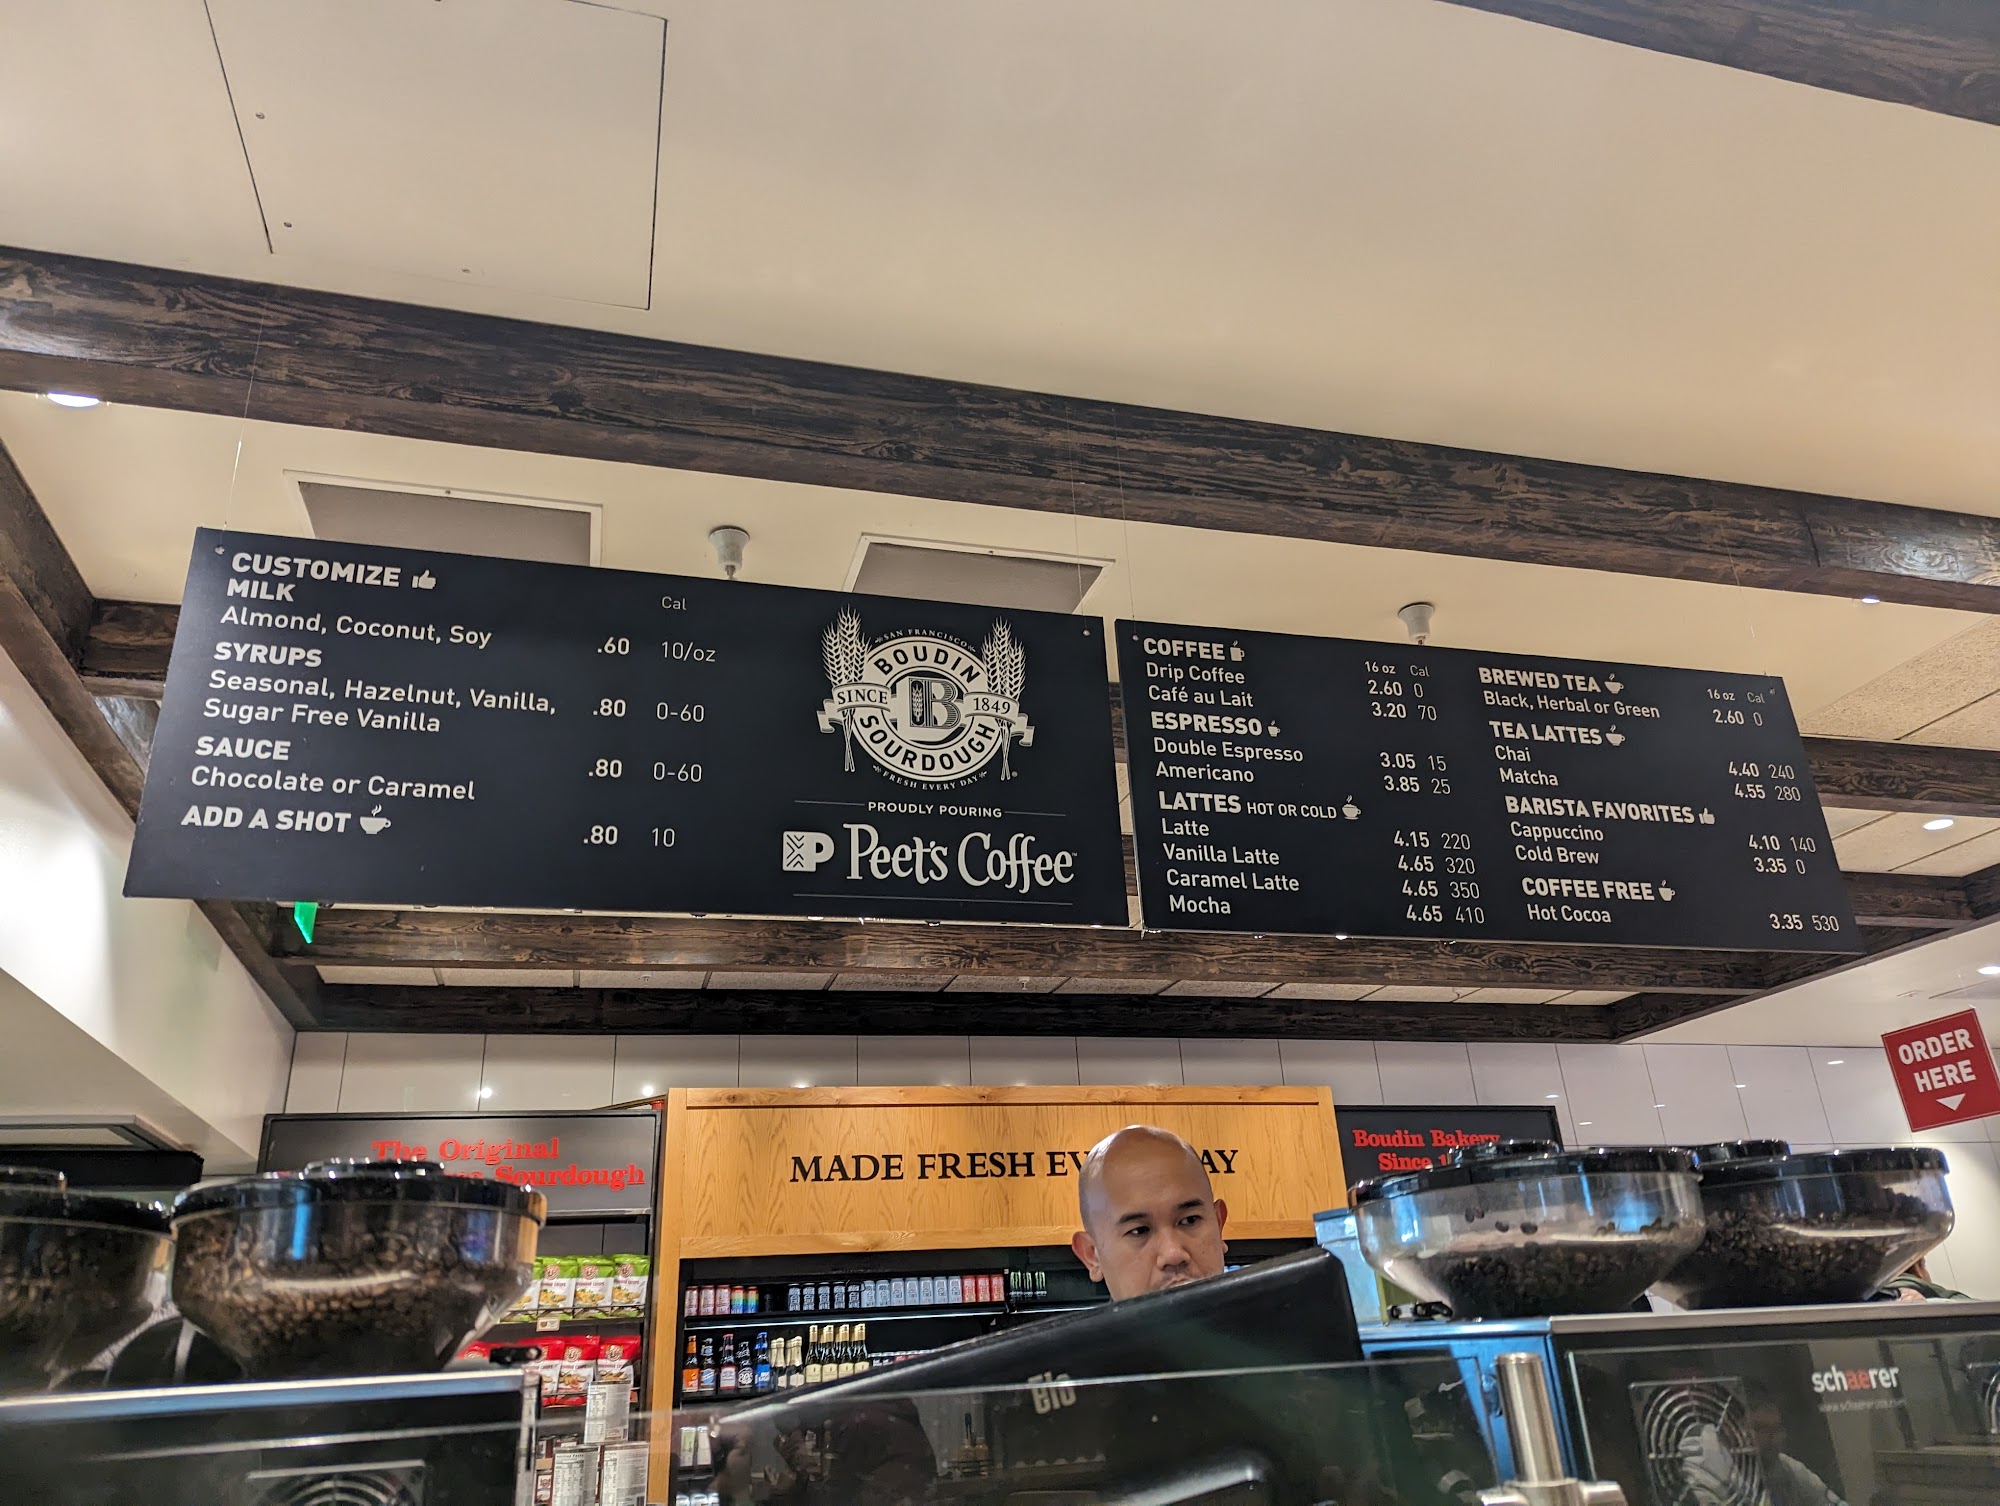 CUSTOMIZE
MILK
Cal
Almond, Coconut, Soy .60 10/oz
SYRUPS
Seasonal, Hazelnut, Vanilla, .80 0-60
Sugar Free Vanilla
SAUCE
Chocolate or Caramel .80 0-60
ADD A SHOT .80 10
SAN FRANCISCO
BOUDIN
SINCE B 1849
SOURDOUGH
FRESH EVERY DAY
PROUDLY POURING
P Peet's Coffee
COFFEE 16 oz Cal
Drip Coffee 2.60 0
Café au Lait 3.20 70
ESPRESSO
Double Espresso 3.05 15
Americano 3.85 25
LATTES HOT OR COLD
Latte 4.15 220
Vanilla Latte 4.65 320
Caramel Latte 4.65 350
Mocha 4.65 410
BREWED TEA 16 oz Cal
Black, Herbal or Green 2.60 0
TEA LATTES
Chai 4.40 240
Matcha 4.55 280
BARISTA FAVORITES
Cappuccino 4.10 140
Cold Brew 3.35 0
COFFEE FREE
Hot Cocoa 3.35 530
ORDER
HERE
The Original
Sourdough
MADE FRESH
Boudin Bakery
Since
elo
schaerer